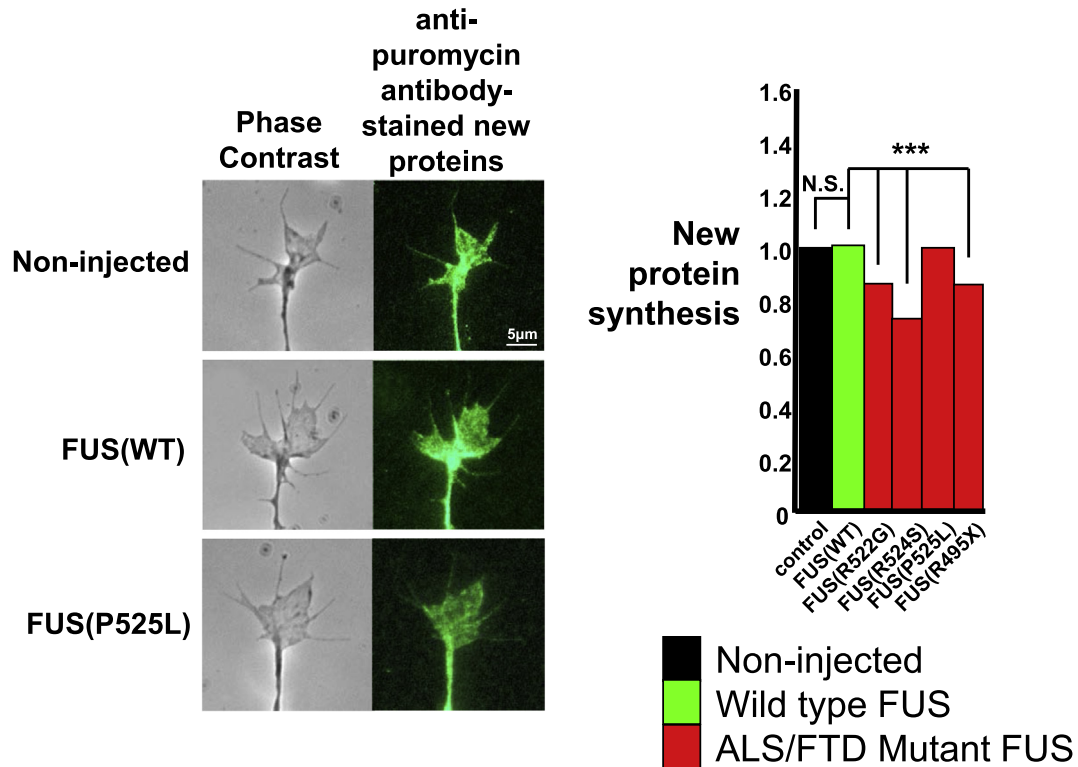 anti-
puromycin
antibody-
stained new
proteins
Phase
Contrast
Non-injected
5μm
FUS(WT)
FUS(P525L)
New
protein
synthesis
1.6
1.4
1.2
1.0
0.8
0.6
0.4
0.2
0
N.S.
***
control
FUS(WT)
FUS(R522G)
FUS(R524S)
FUS(P525L)
FUS(R495X)
Non-injected
Wild type FUS
ALS/FTD Mutant FUS